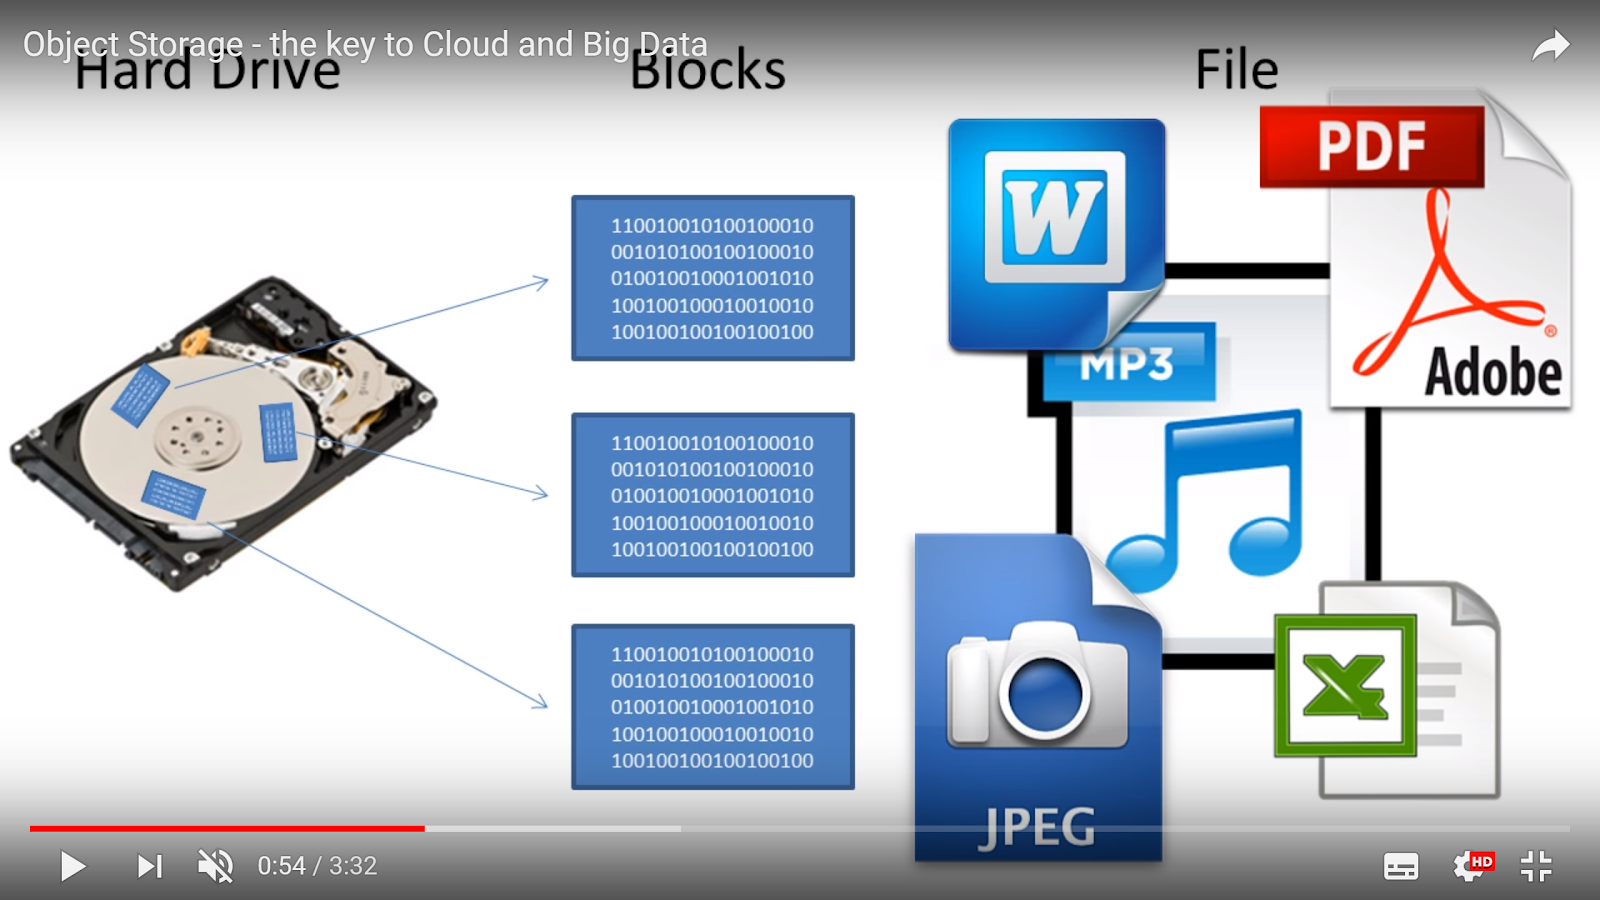 Object Storage - the key to Cloud and Big Data
Hard Drive
Blocks
File
110010010100100010
001010100100100010
010010010001001010
100100100010010010
100100100100100100
110010010100100010
001010100100100010
010010010001001010
100100100010010010
100100100100100100
110010010100100010
001010100100100010
010010010001001010
100100100010010010
100100100100100100
W
PDF
Adobe
®
MP3
JPEG
X
0:54 / 3:32
HD